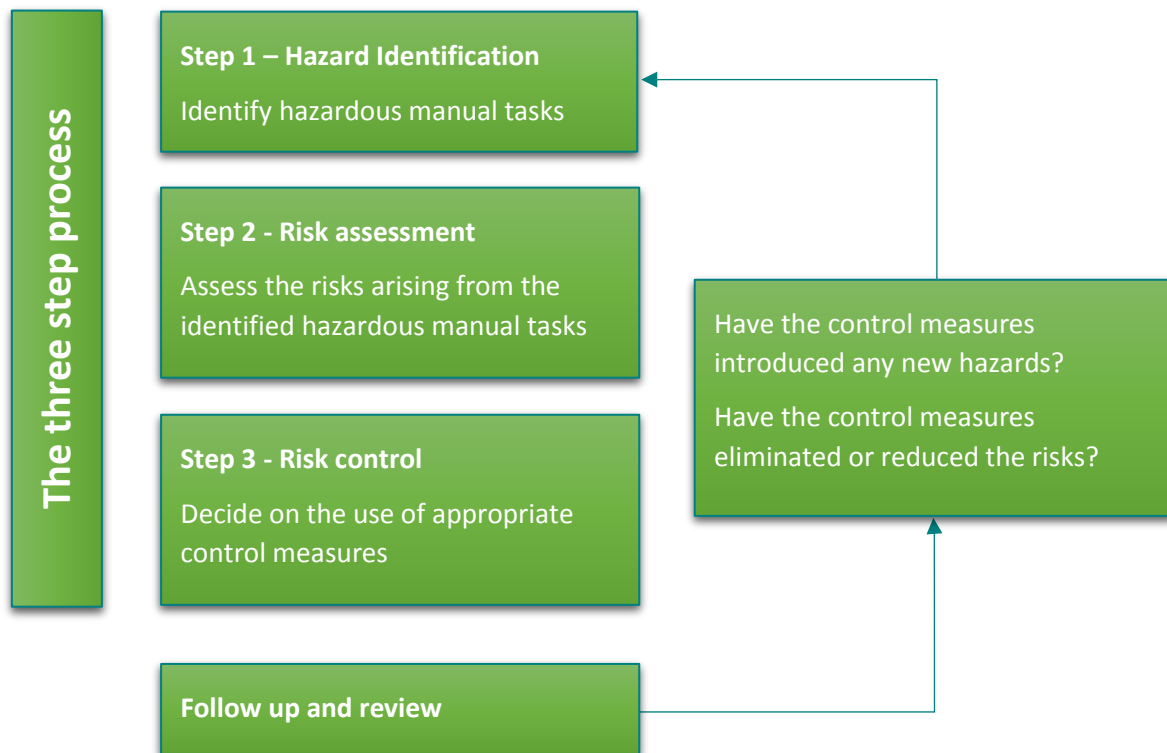 The three step process
Step 1 – Hazard Identification
Identify hazardous manual tasks
Step 2 - Risk assessment
Assess the risks arising from the
identified hazardous manual tasks
Step 3 - Risk control
Decide on the use of appropriate
control measures
Follow up and review
Have the control measures
introduced any new hazards?
Have the control measures
eliminated or reduced the risks?